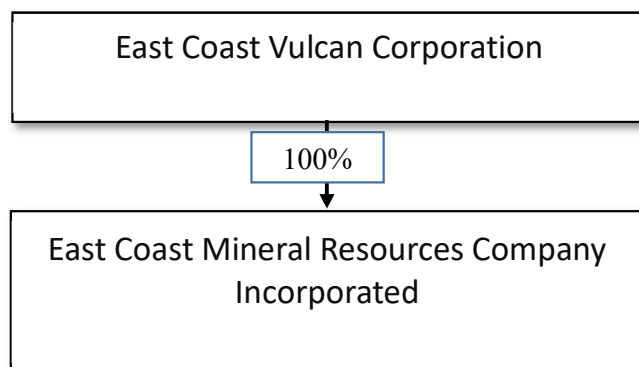 East Coast Vulcan Corporation
100%
East Coast Mineral Resources Company
Incorporated